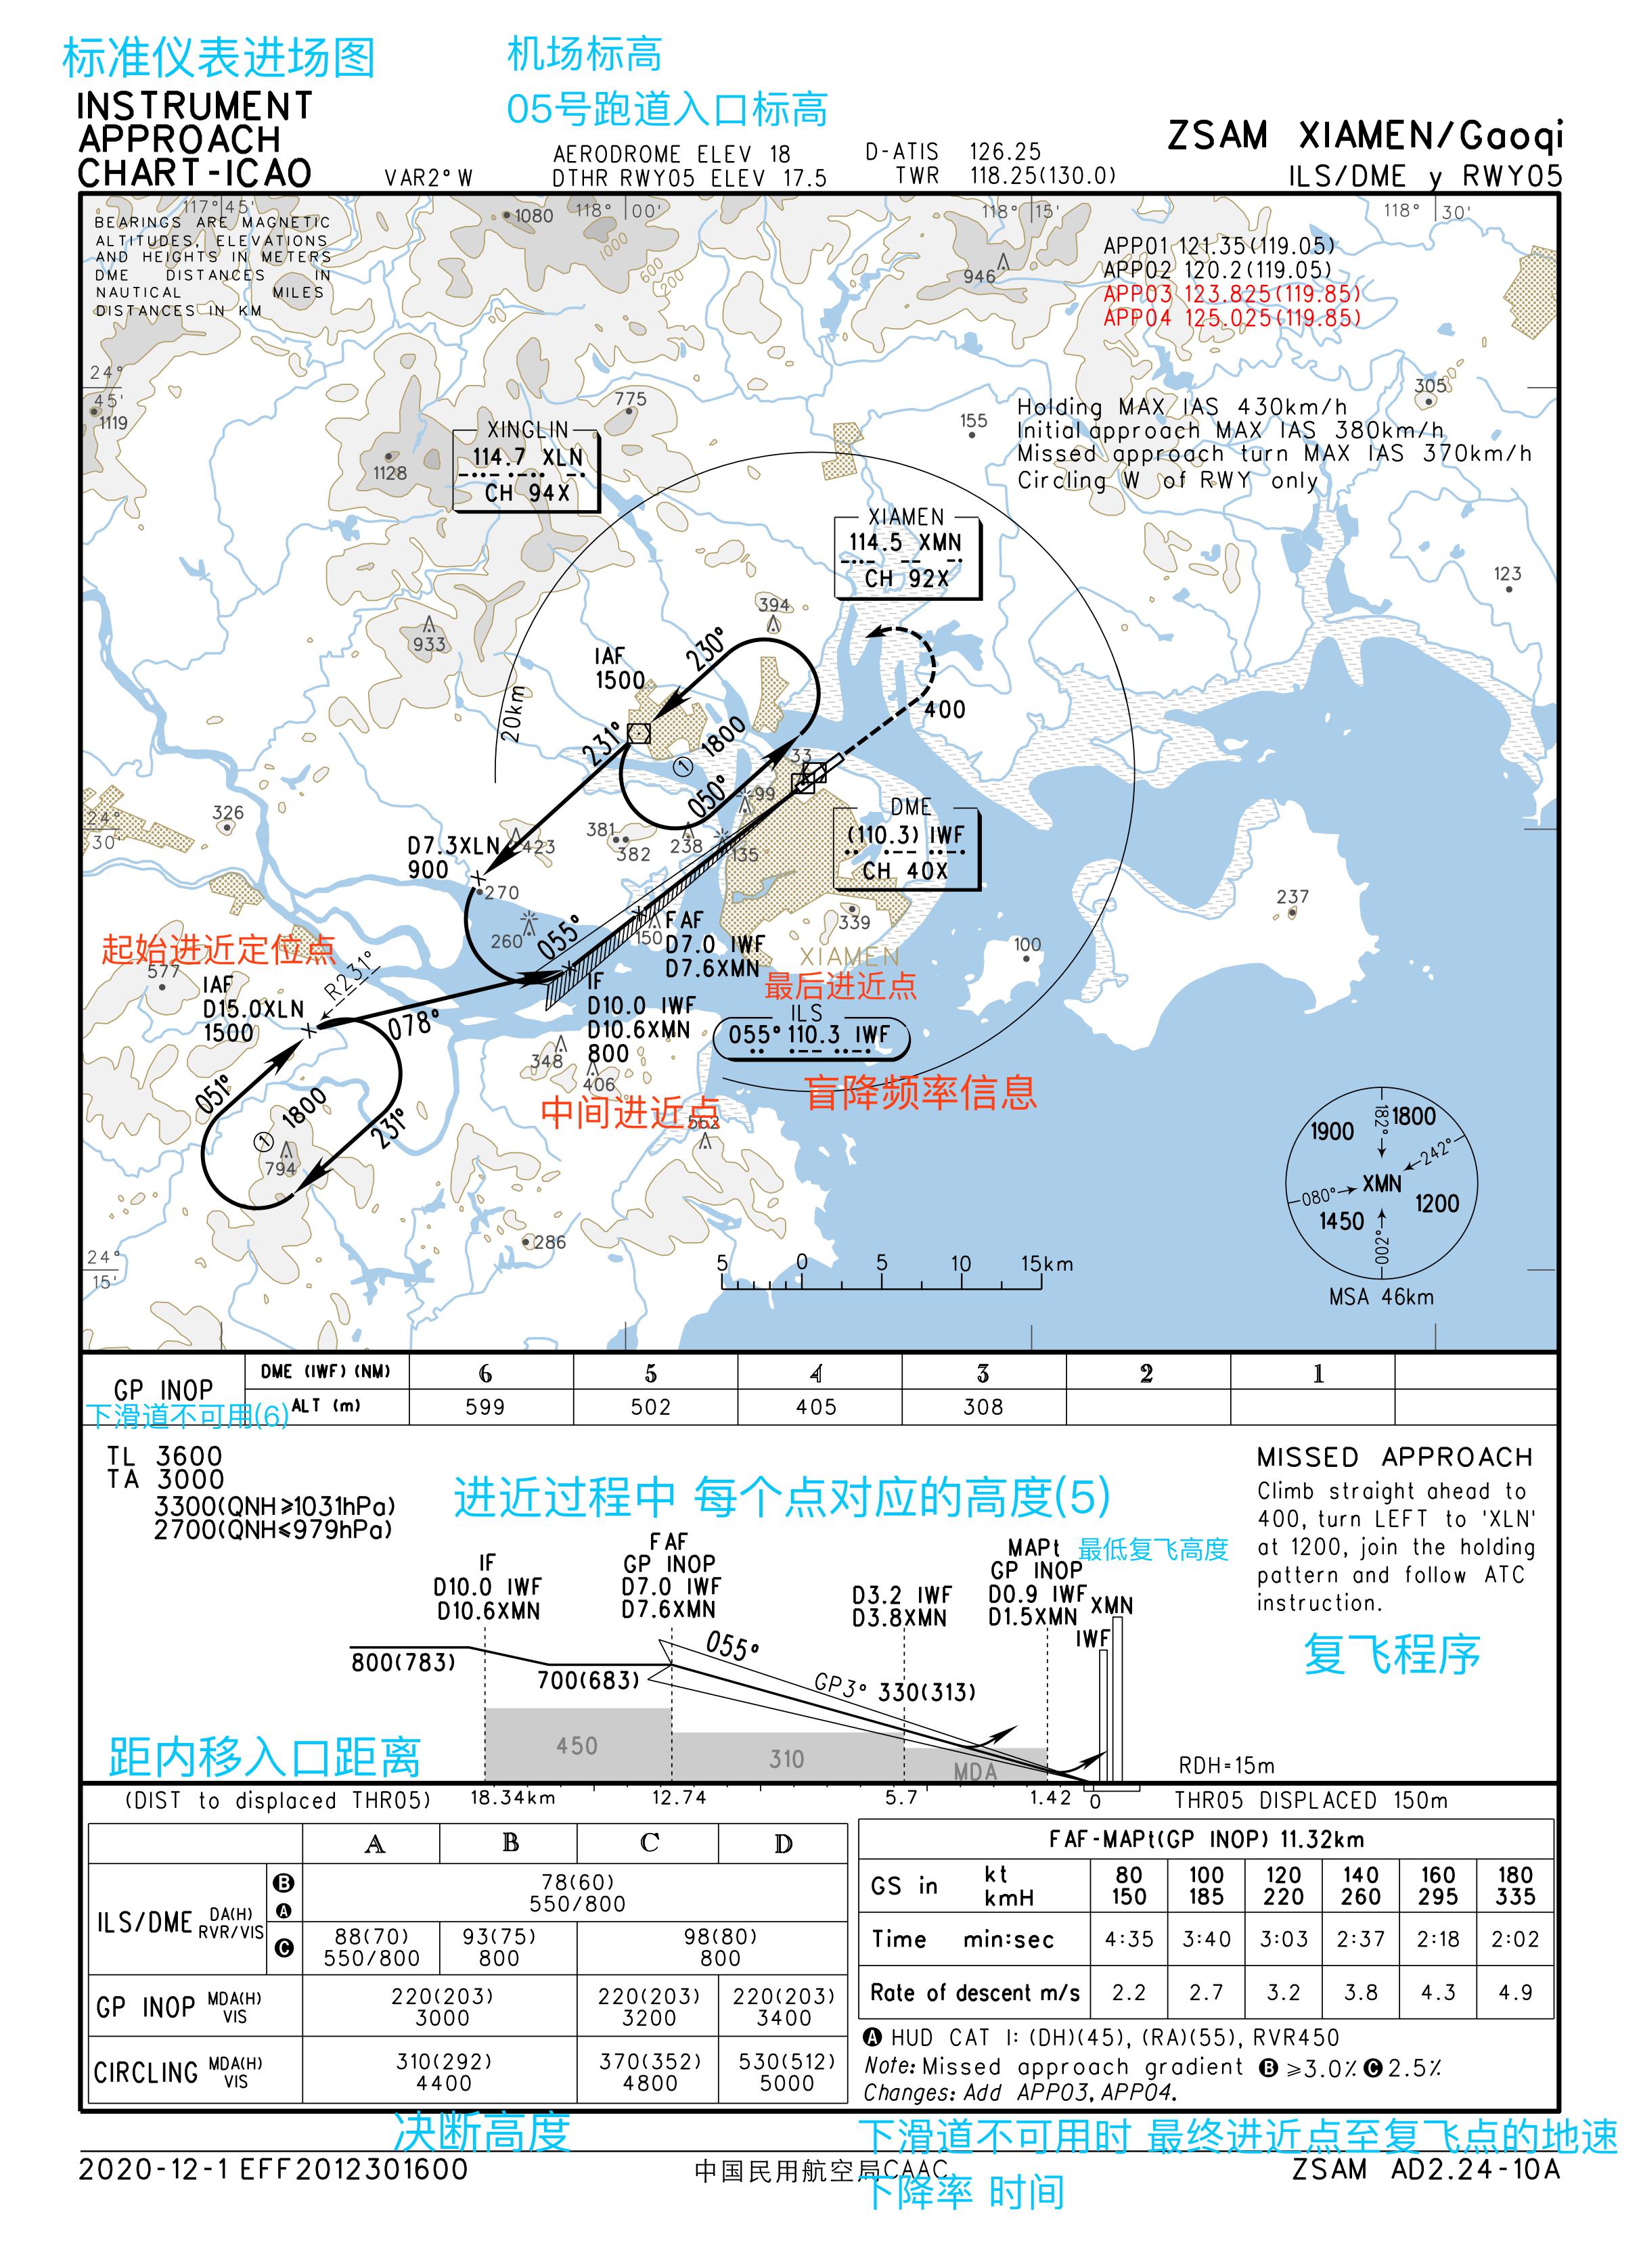 标准仪表进场图
机场标高
05号跑道入口标高
INSTRUMENT
APPROACH
CHART-ICAO
VAR2° W
AERODROME ELEV 18
DTHR RWY05 ELEV 17.5
D-ATIS 126.25
TWR 118.25(130.0)
ZSAM XIAMEN/Gaoqi
ILS/DME y RWY05
117° 45'
118° 00'
118° 15'
118° 30'
BEARINGS ARE MAGNETIC
ALTITUDES, ELEVATIONS
AND HEIGHTS IN METERS
DME DISTANCES IN
NAUTICAL MILES
DISTANCES IN KM
1080
1000
600
200
946
APP01 121.35(119.05)
APP02 120.2(119.05)
APP03 123.825(119.85)
APP04 125.025(119.85)
24°
45'
1119
775
155
305
Holding MAX IAS 430km/h
Initial approach MAX IAS 380km/h
Missed approach turn MAX IAS 370km/h
Circling W of RWY only
XINGLIN
114.7 XLN
CH 94X
1128
XIAMEN
114.5 XMN
CH 92X
123
933
394
IAF
1500
230°
20km
231°
① 1800
050°
400
33
99
326
24°
30'
D7.3XLN
900
423
381
382
238
135
DME
(110.3) IWF
CH 40X
270
260
055°
150
FAF
D7.0 IWF
D7.6XMN
339
XIAMEN
237
100
起始进近定位点
577
IAF
D15.0XLN
1500
R231°
078°
IF
D10.0 IWF
D10.6XMN
800
最后进近点
ILS
055° 110.3 IWF
348
406
盲降频率信息
中间进近点
562
051°
① 1800
231°
794
286
24°
15'
5 0 5 10 15km
1900
182°
1800
242°
080°
XMN
1450
1200
002°
MSA 46km
GP INOP
下滑道不可用(6)
DME (IWF) (NM) 6 5 4 3 2 1
ALT (m) 599 502 405 308
TL 3600
TA 3000
3300(QNH≥1031hPa)
2700(QNH≤979hPa)
进近过程中 每个点对应的高度(5)
MISSED APPROACH
Climb straight ahead to
400, turn LEFT to 'XLN'
at 1200, join the holding
pattern and follow ATC
instruction.
复飞程序
IF
D10.0 IWF
D10.6XMN
FAF
GP INOP
D7.0 IWF
D7.6XMN
D3.2 IWF
D3.8XMN
MAPt
GP INOP
D0.9 IWF
D1.5XMN
最低复飞高度
XMN
IWF
800(783)
700(683)
055°
GP3° 330(313)
450
310
MDA
距内移入口距离
RDH=15m
(DIST to displaced THR05) 18.34km 12.74 5.7 1.42 0 THR05 DISPLACED 150m
A B C D
ILS/DME DA(H) RVR/VIS
B
A
78(60)
550/800
C
88(70)
550/800
93(75)
800
98(80)
800
GP INOP MDA(H) VIS
220(203)
3000
220(203)
3200
220(203)
3400
CIRCLING MDA(H) VIS
310(292)
4400
370(352)
4800
530(512)
5000
FAF-MAPt(GP INOP) 11.32km
GS in kt 80 100 120 140 160 180
kmH 150 185 220 260 295 335
Time min:sec 4:35 3:40 3:03 2:37 2:18 2:02
Rate of descent m/s 2.2 2.7 3.2 3.8 4.3 4.9
A HUD CAT I: (DH)(45), (RA)(55), RVR450
Note: Missed approach gradient B ≥3.0% C 2.5%
Changes: Add APP03, APP04.
决断高度
下滑道不可用时 最终进近点至复飞点的地速
下降率 时间
2020-12-1 EFF2012301600
中国民用航空局CAAC
ZSAM AD2.24-10A